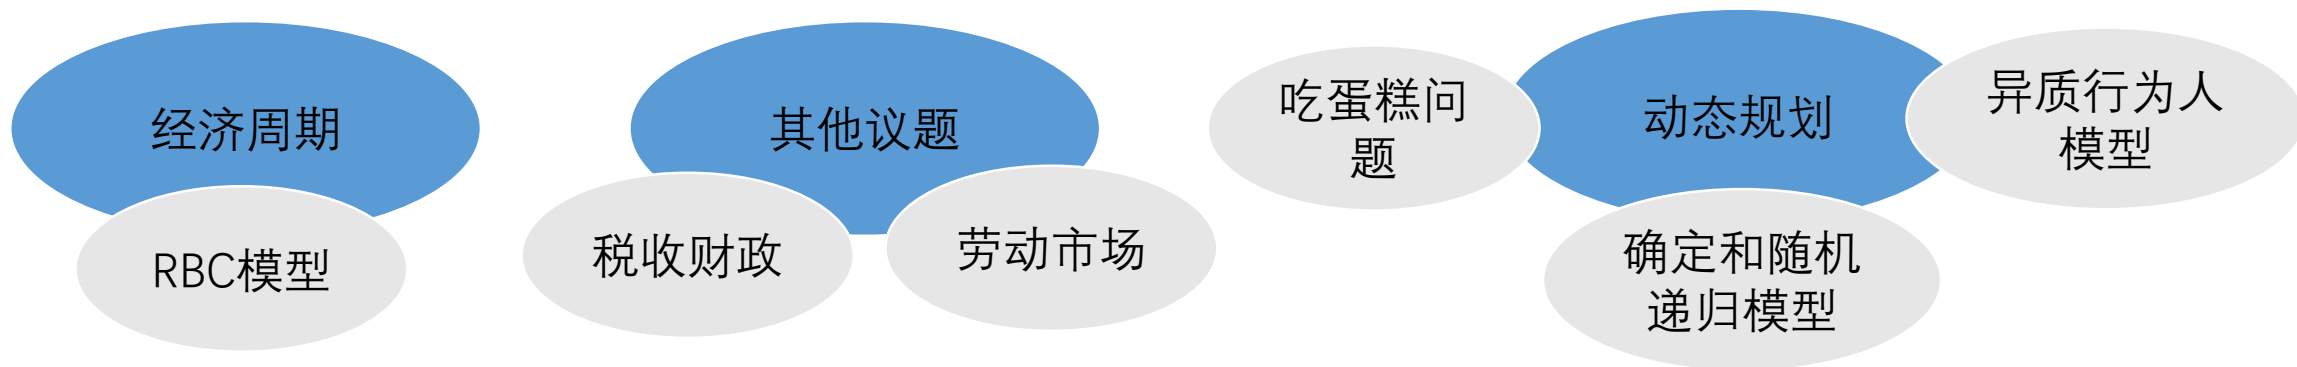 经济周期
RBC模型
其他议题
税收财政
劳动市场
吃蛋糕问
题
动态规划
异质行为人
模型
确定和随机
递归模型